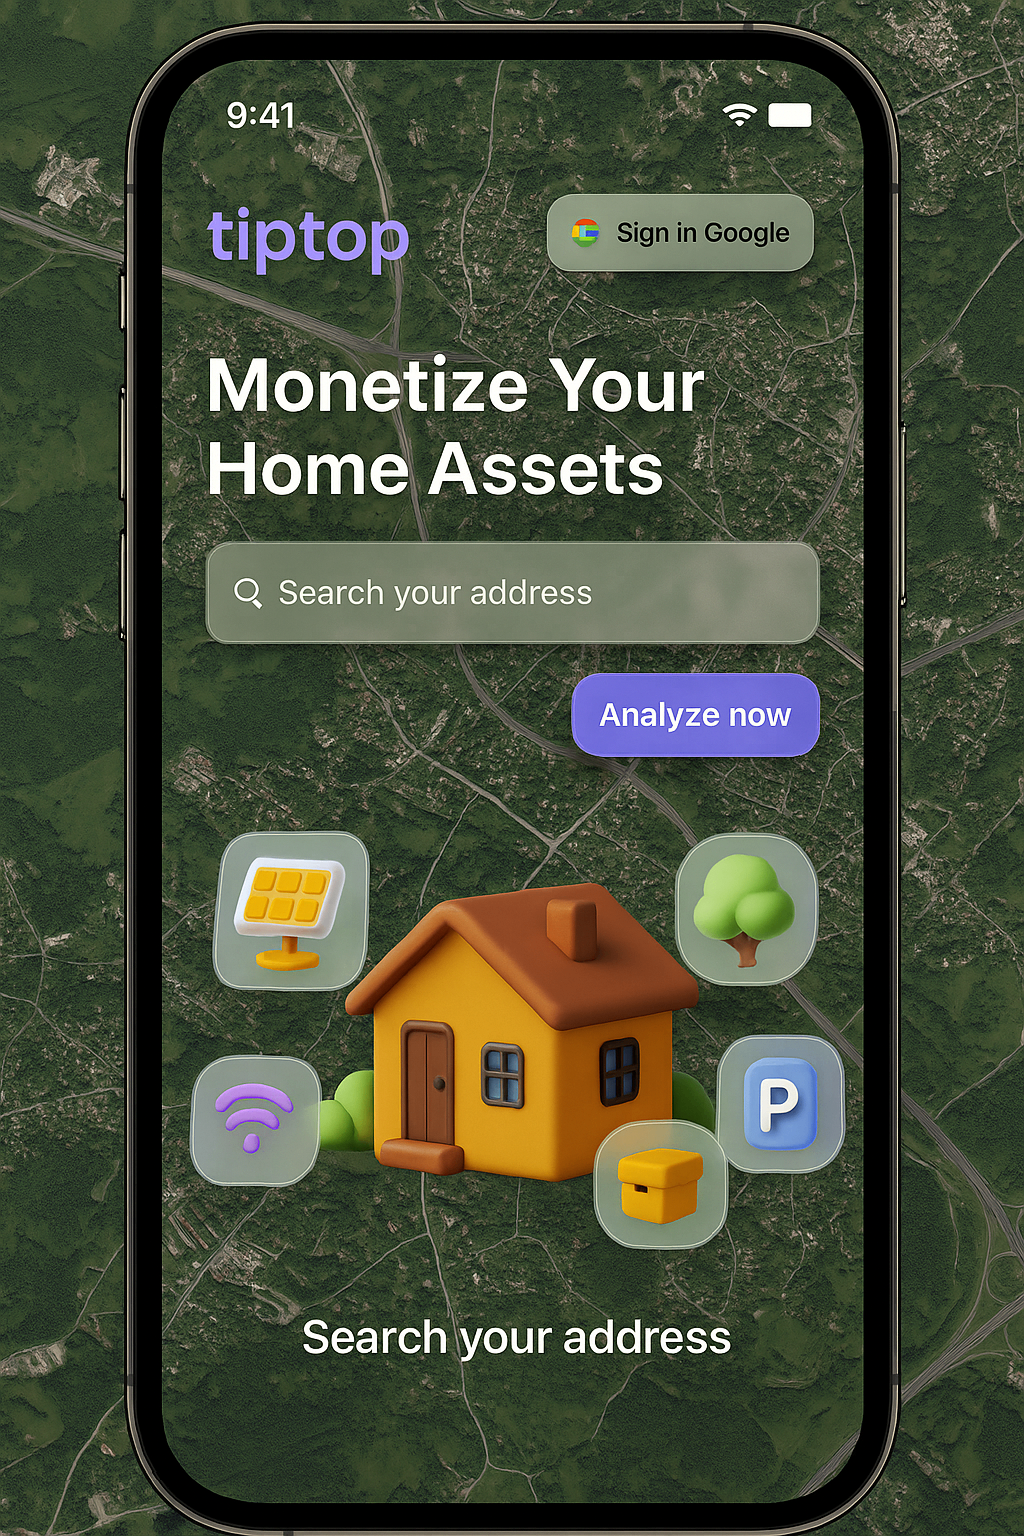 9:41
tiptop
Sign in Google
Monetize Your
Home Assets
Search your address
Analyze now
P
Search your address